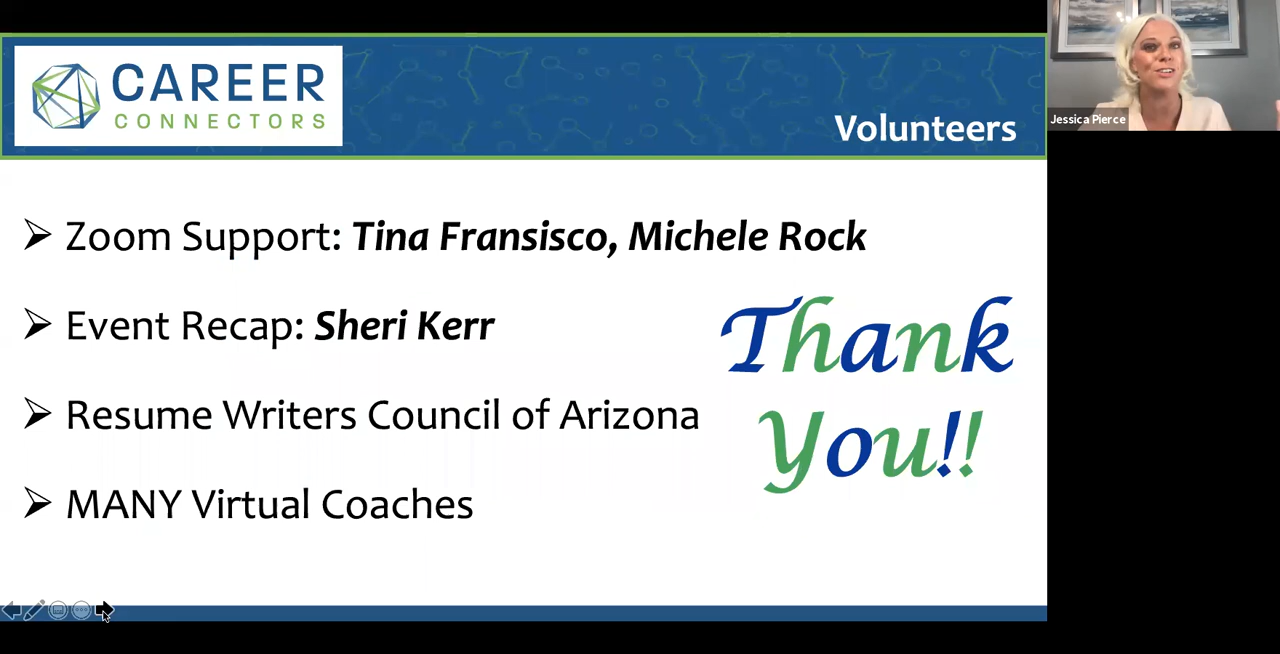 CAREER
CONNECTORS
Volunteers
Jessica Pierce
➢ Zoom Support: Tina Fransisco, Michele Rock
➢ Event Recap: Sheri Kerr
➢ Resume Writers Council of Arizona
➢ MANY Virtual Coaches
Thank
You!!